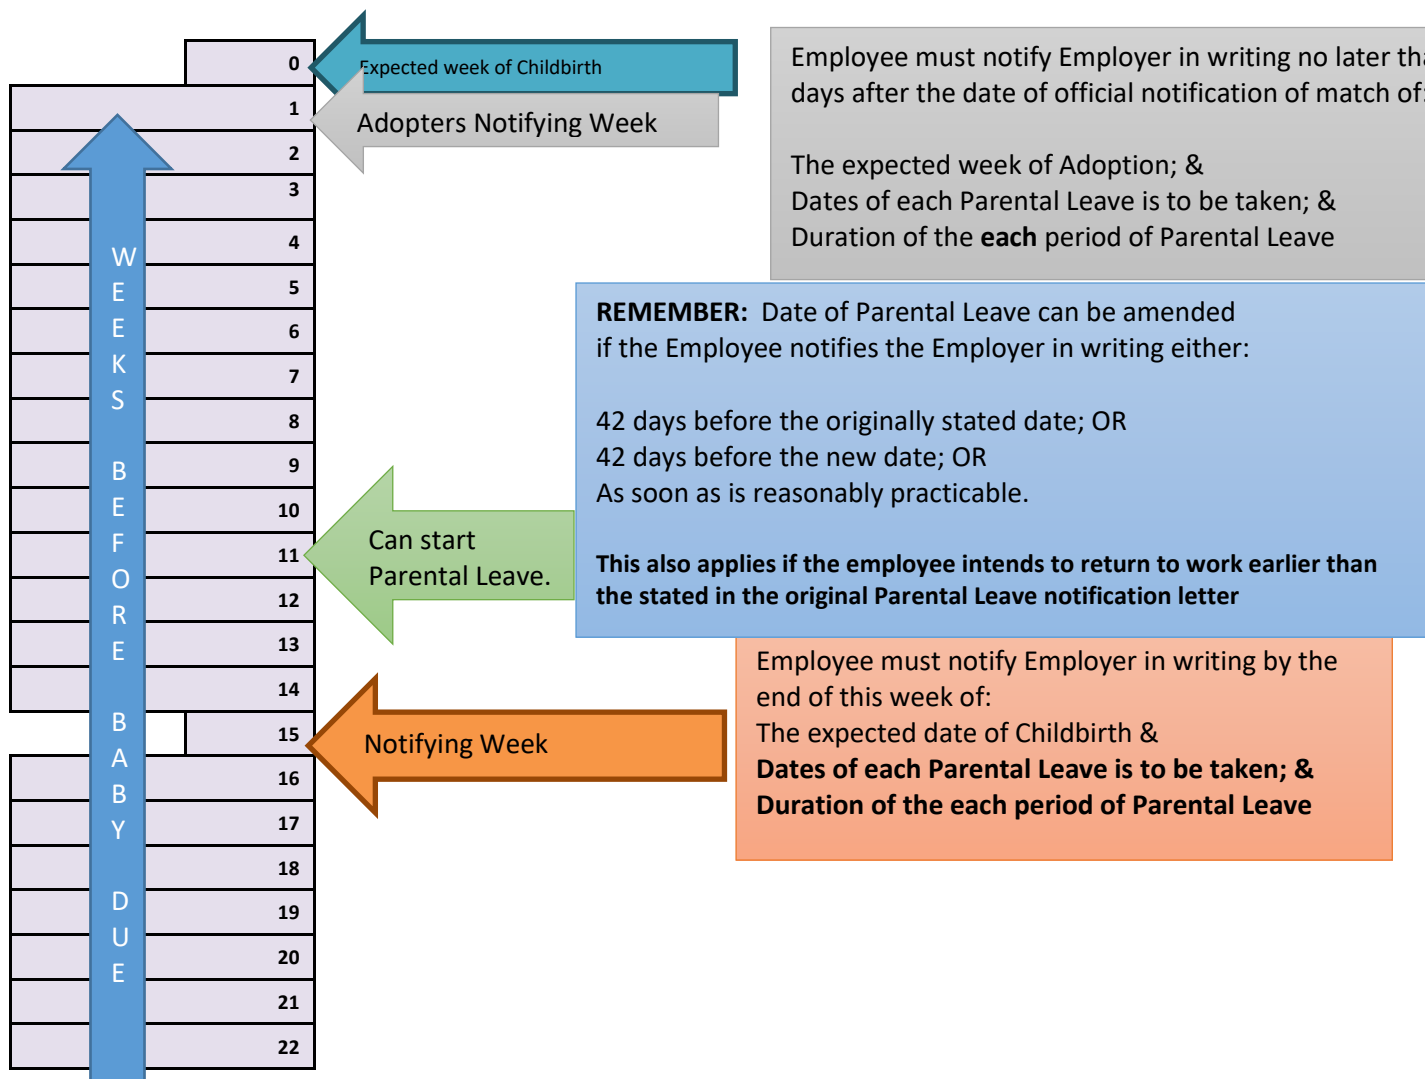 0
Expected week of Childbirth
Employee must notify Employer in writing no later
days after the date of official notification of match of:
1
Adopters Notifying Week
2
The expected week of Adoption; &
3
Dates of each Parental Leave is to be taken; &
4
Duration of the each period of Parental Leave
5
REMEMBER: Date of Parental Leave can be amended
6
if the Employee notifies the Employer in writing either:
7
8
42 days before the originally stated date; OR
9
42 days before the new date; OR
10
As soon as is reasonably practicable.
11
Can start
Parental Leave.
This also applies if the employee intends to return to work earlier than
the stated in the original Parental Leave notification letter
12
13
Employee must notify Employer in writing by the
14
end of this week of:
15
Notifying Week
The expected date of Childbirth &
16
Dates of each Parental Leave is to be taken; &
17
Duration of the each period of Parental Leave
18
19
20
21
22
WEEKS BEFORE BABY DUE